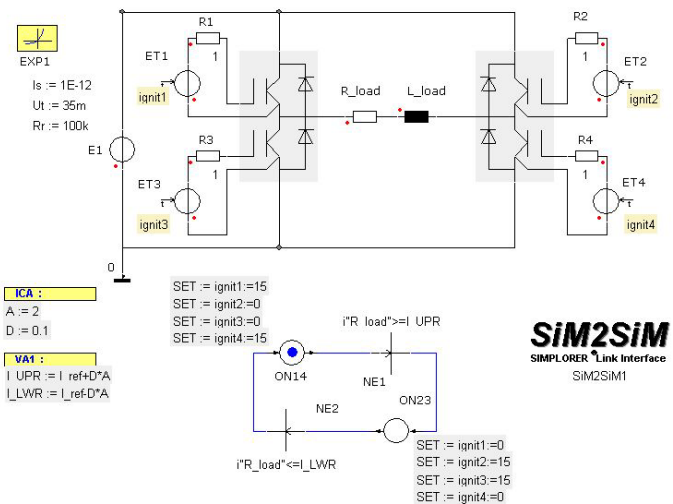 R1
R2
EXP1
ET1
1
1
ET2
Is := 1E-12
ignit1
R_load
L_load
ignit2
Ut := 35m
Rr := 100k
E1
R3
R4
1
1
ET3
ET4
ignit3
ignit4
0
ICA :
A := 2
D := 0.1
SET := ignit1:=15
SET := ignit2:=0
SET := ignit3:=0
SET := ignit4:=15
i"R_load">=I_UPR
SiM2SiM
SIMPLORER Link Interface
SiM2SiM1
VA1 :
I_UPR := I_ref+D*A
I_LWR := I_ref-D*A
ON14
NE1
NE2
ON23
i"R_load"<=I_LWR
SET := ignit1:=0
SET := ignit2:=15
SET := ignit3:=15
SET := ignit4:=0